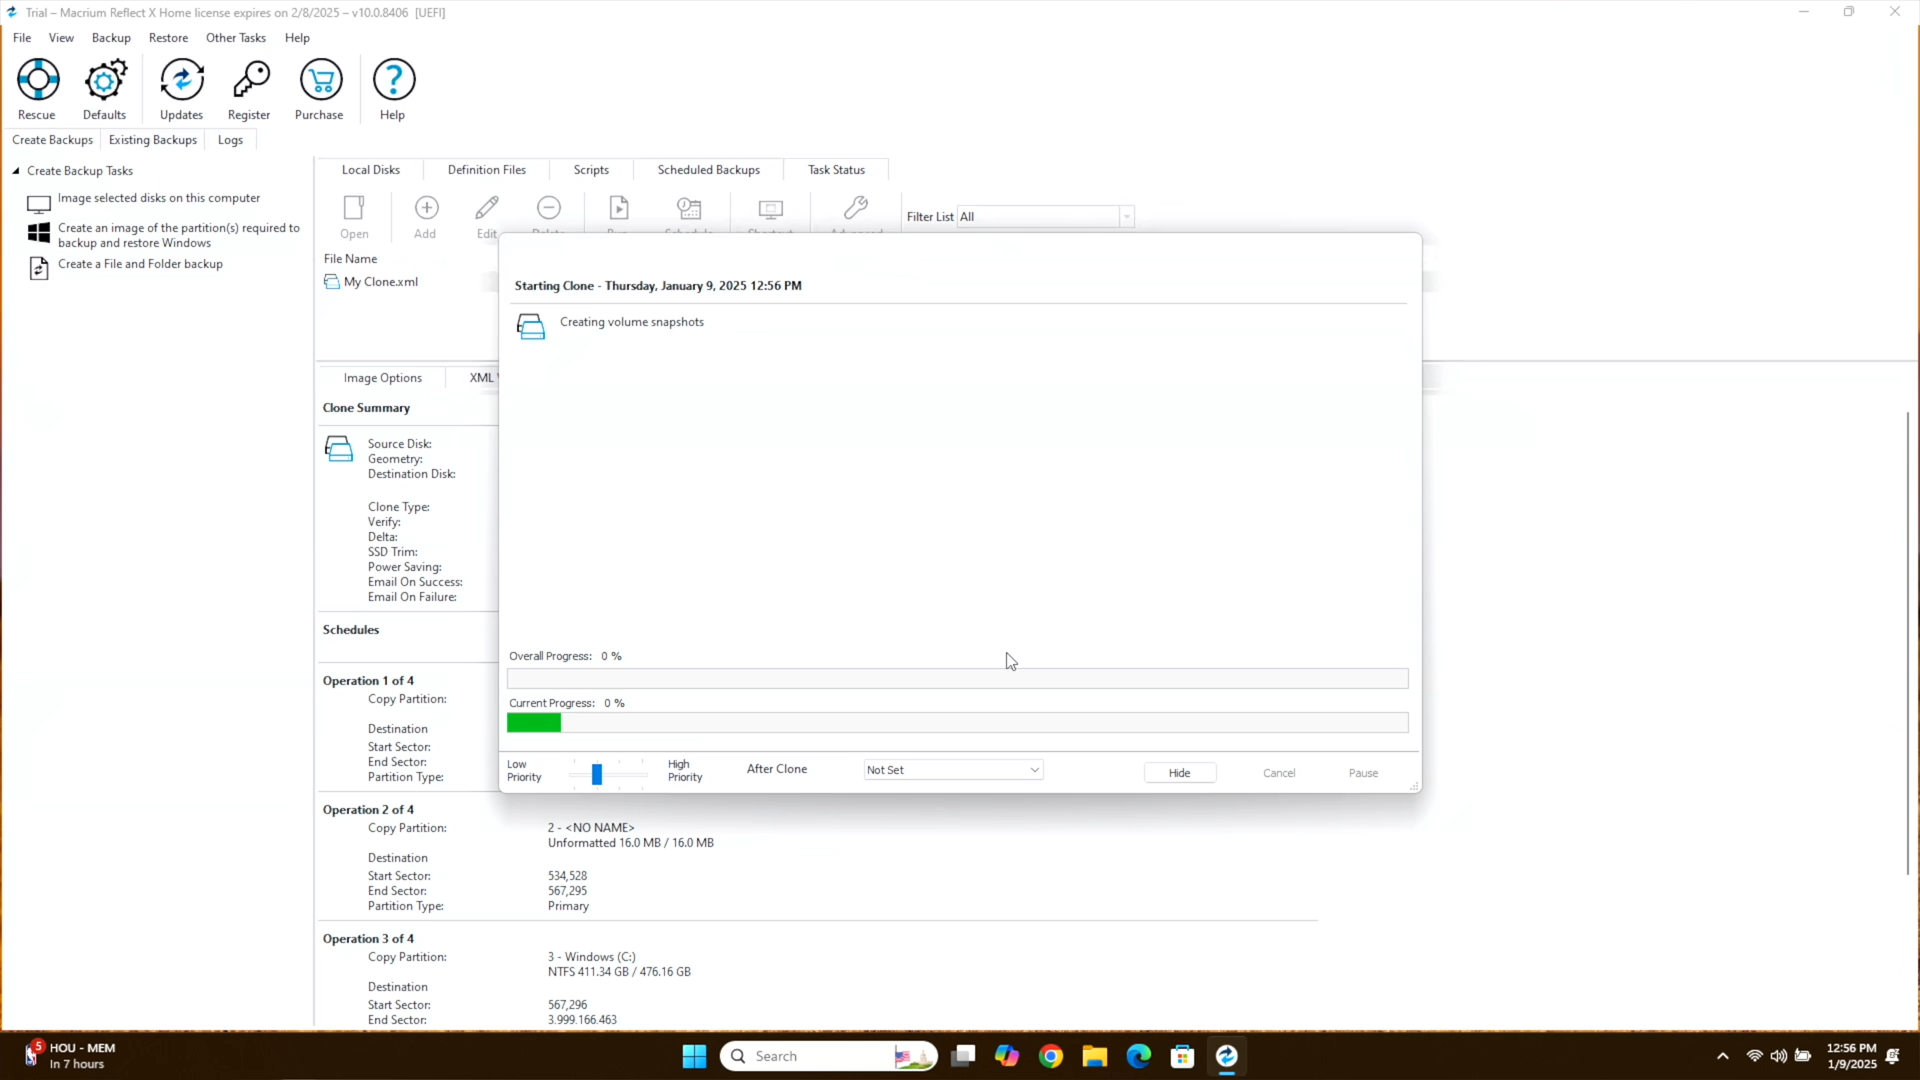 Trial – Macrium Reflect X Home license expires on 2/8/2025 – v10.0.8406 [UEFI]
File View Backup Restore Other Tasks Help
Rescue Defaults Updates Register Purchase Help
Create Backups Existing Backups Logs
Create Backup Tasks
Image selected disks on this computer
Create an image of the partition(s) required to
backup and restore Windows
Create a File and Folder backup
Local Disks Definition Files Scripts Scheduled Backups Task Status
Open Add Edit Delete Run Schedule Shortcut Advanced
Filter List All
File Name
My Clone.xml
Starting Clone - Thursday, January 9, 2025 12:56 PM
Creating volume snapshots
Image Options XML
Clone Summary
Source Disk:
Geometry:
Destination Disk:
Clone Type:
Verify:
Delta:
SSD Trim:
Power Saving:
Email On Success:
Email On Failure:
Schedules
Overall Progress: 0 %
Current Progress: 0 %
Low
Priority
High
Priority
After Clone Not Set Hide Cancel Pause
Operation 1 of 4
Copy Partition:
Destination
Start Sector:
End Sector:
Partition Type:
Operation 2 of 4
Copy Partition: 2 - <NO NAME>
Unformatted 16.0 MB / 16.0 MB
Destination
Start Sector: 534,528
End Sector: 567,295
Partition Type: Primary
Operation 3 of 4
Copy Partition: 3 - Windows (C:)
NTFS 411.34 GB / 476.16 GB
Destination
Start Sector: 567,296
End Sector: 3.999.166.463
5
HOU - MEM
In 7 hours
Search
12:56 PM
1/9/2025